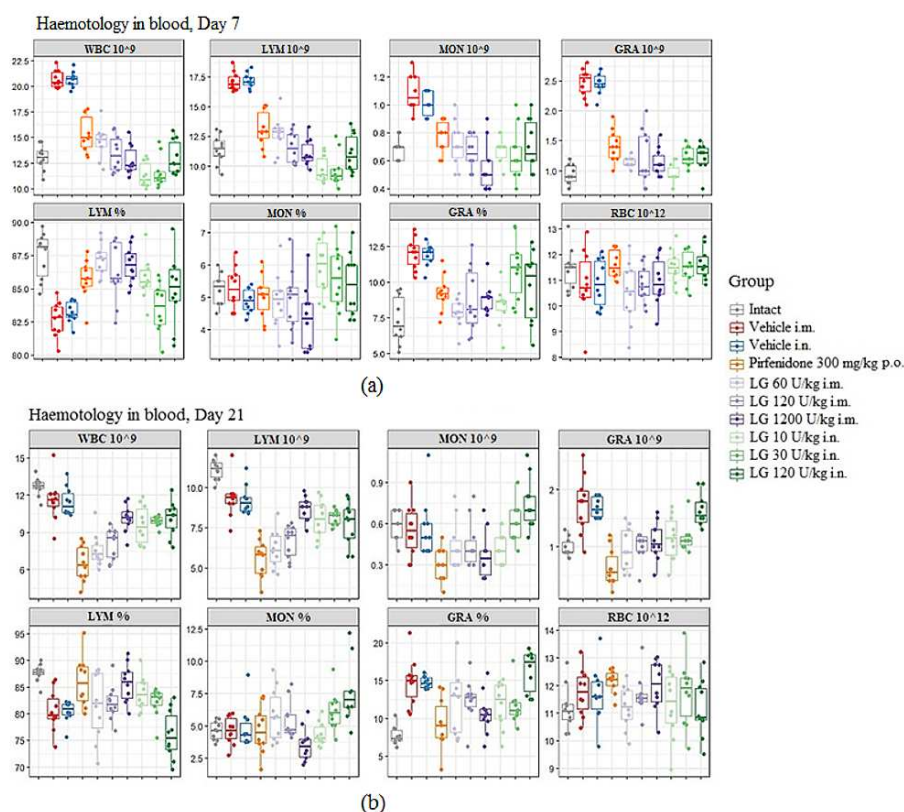 Haemotology in blood, Day 7
WBC 10^9 LYM 10^9 MON 10^9 GRA 10^9
22.5 17.5 1.3 2.5
20.0 15.0 1.2 2.0
17.5 12.5 1.0 1.5
15.0 10.0 0.8 1.0
12.5 0.6
10.0 0.4
LYM % MON % GRA % RBC 10^12
90.0 7 12.5 13
87.5 6 10.0 12
85.0 5 7.5 11
82.5 4 5.0 10
80.0 9
8
(a)
Group
Intact
Vehicle i.m.
Vehicle i.n.
Pirfenidone 300 mg/kg p.o.
LG 60 U/kg i.m.
LG 120 U/kg i.m.
LG 1200 U/kg i.m.
LG 10 U/kg i.n.
LG 30 U/kg i.n.
LG 120 U/kg i.n.
Haemotology in blood, Day 21
WBC 10^9 LYM 10^9 MON 10^9 GRA 10^9
15 12.5 0.9 2
12 10.0 0.6 1
9 7.5 0.3
6 5.0
LYM % MON % GRA % RBC 10^12
95 12.5 20 14
90 10.0 15 13
85 7.5 10 12
80 5.0 5 11
75 2.5 10
70 9
(b)